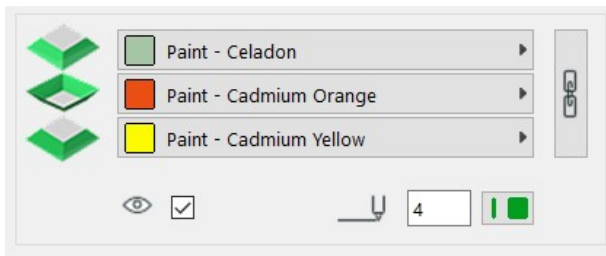 Paint - Celadon
Paint - Cadmium Orange
Paint - Cadmium Yellow
4